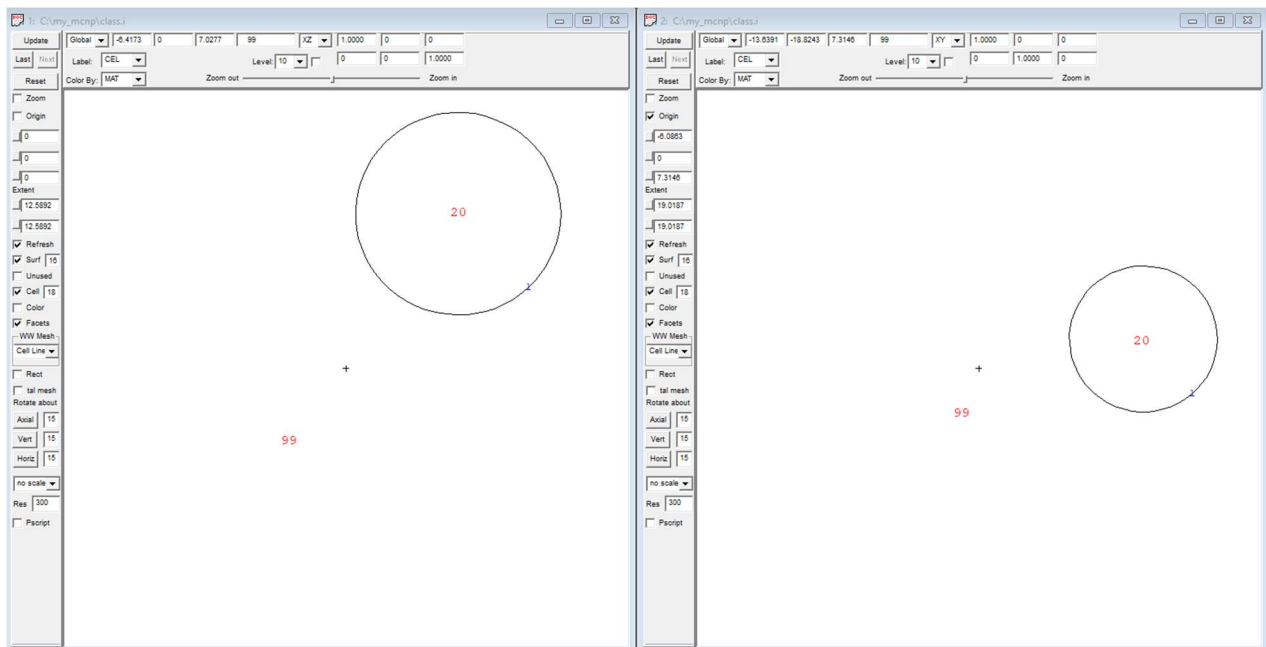 1: C:\my_mcnp\class.i
Update Global -6.4173 0 7.0277 99 XZ 1.0000 0 0
Last Next Label: CEL Level: 10 0 0 1.0000
Reset Color By: MAT Zoom out Zoom in
Zoom
Origin
0
0
0
Extent
12.5892
12.5892
Refresh
Surf 16
Unused
Cell 18
Color
Facets
WW Mesh
Cell Line
Rect
tal mesh
Rotate about
Axial 15
Vert 15
Horiz 15
no scale
Res 300
Pscript
20
1
99
2: C:\my_mcnp\class.i
Update Global -13.6391 -18.8243 7.3146 99 XY 1.0000 0 0
Last Next Label: CEL Level: 10 0 1.0000 0
Reset Color By: MAT Zoom out Zoom in
Zoom
Origin
-6.0863
0
7.3146
Extent
19.0187
19.0187
Refresh
Surf 16
Unused
Cell 18
Color
Facets
WW Mesh
Cell Line
Rect
tal mesh
Rotate about
Axial 15
Vert 15
Horiz 15
no scale
Res 300
Pscript
20
1
99